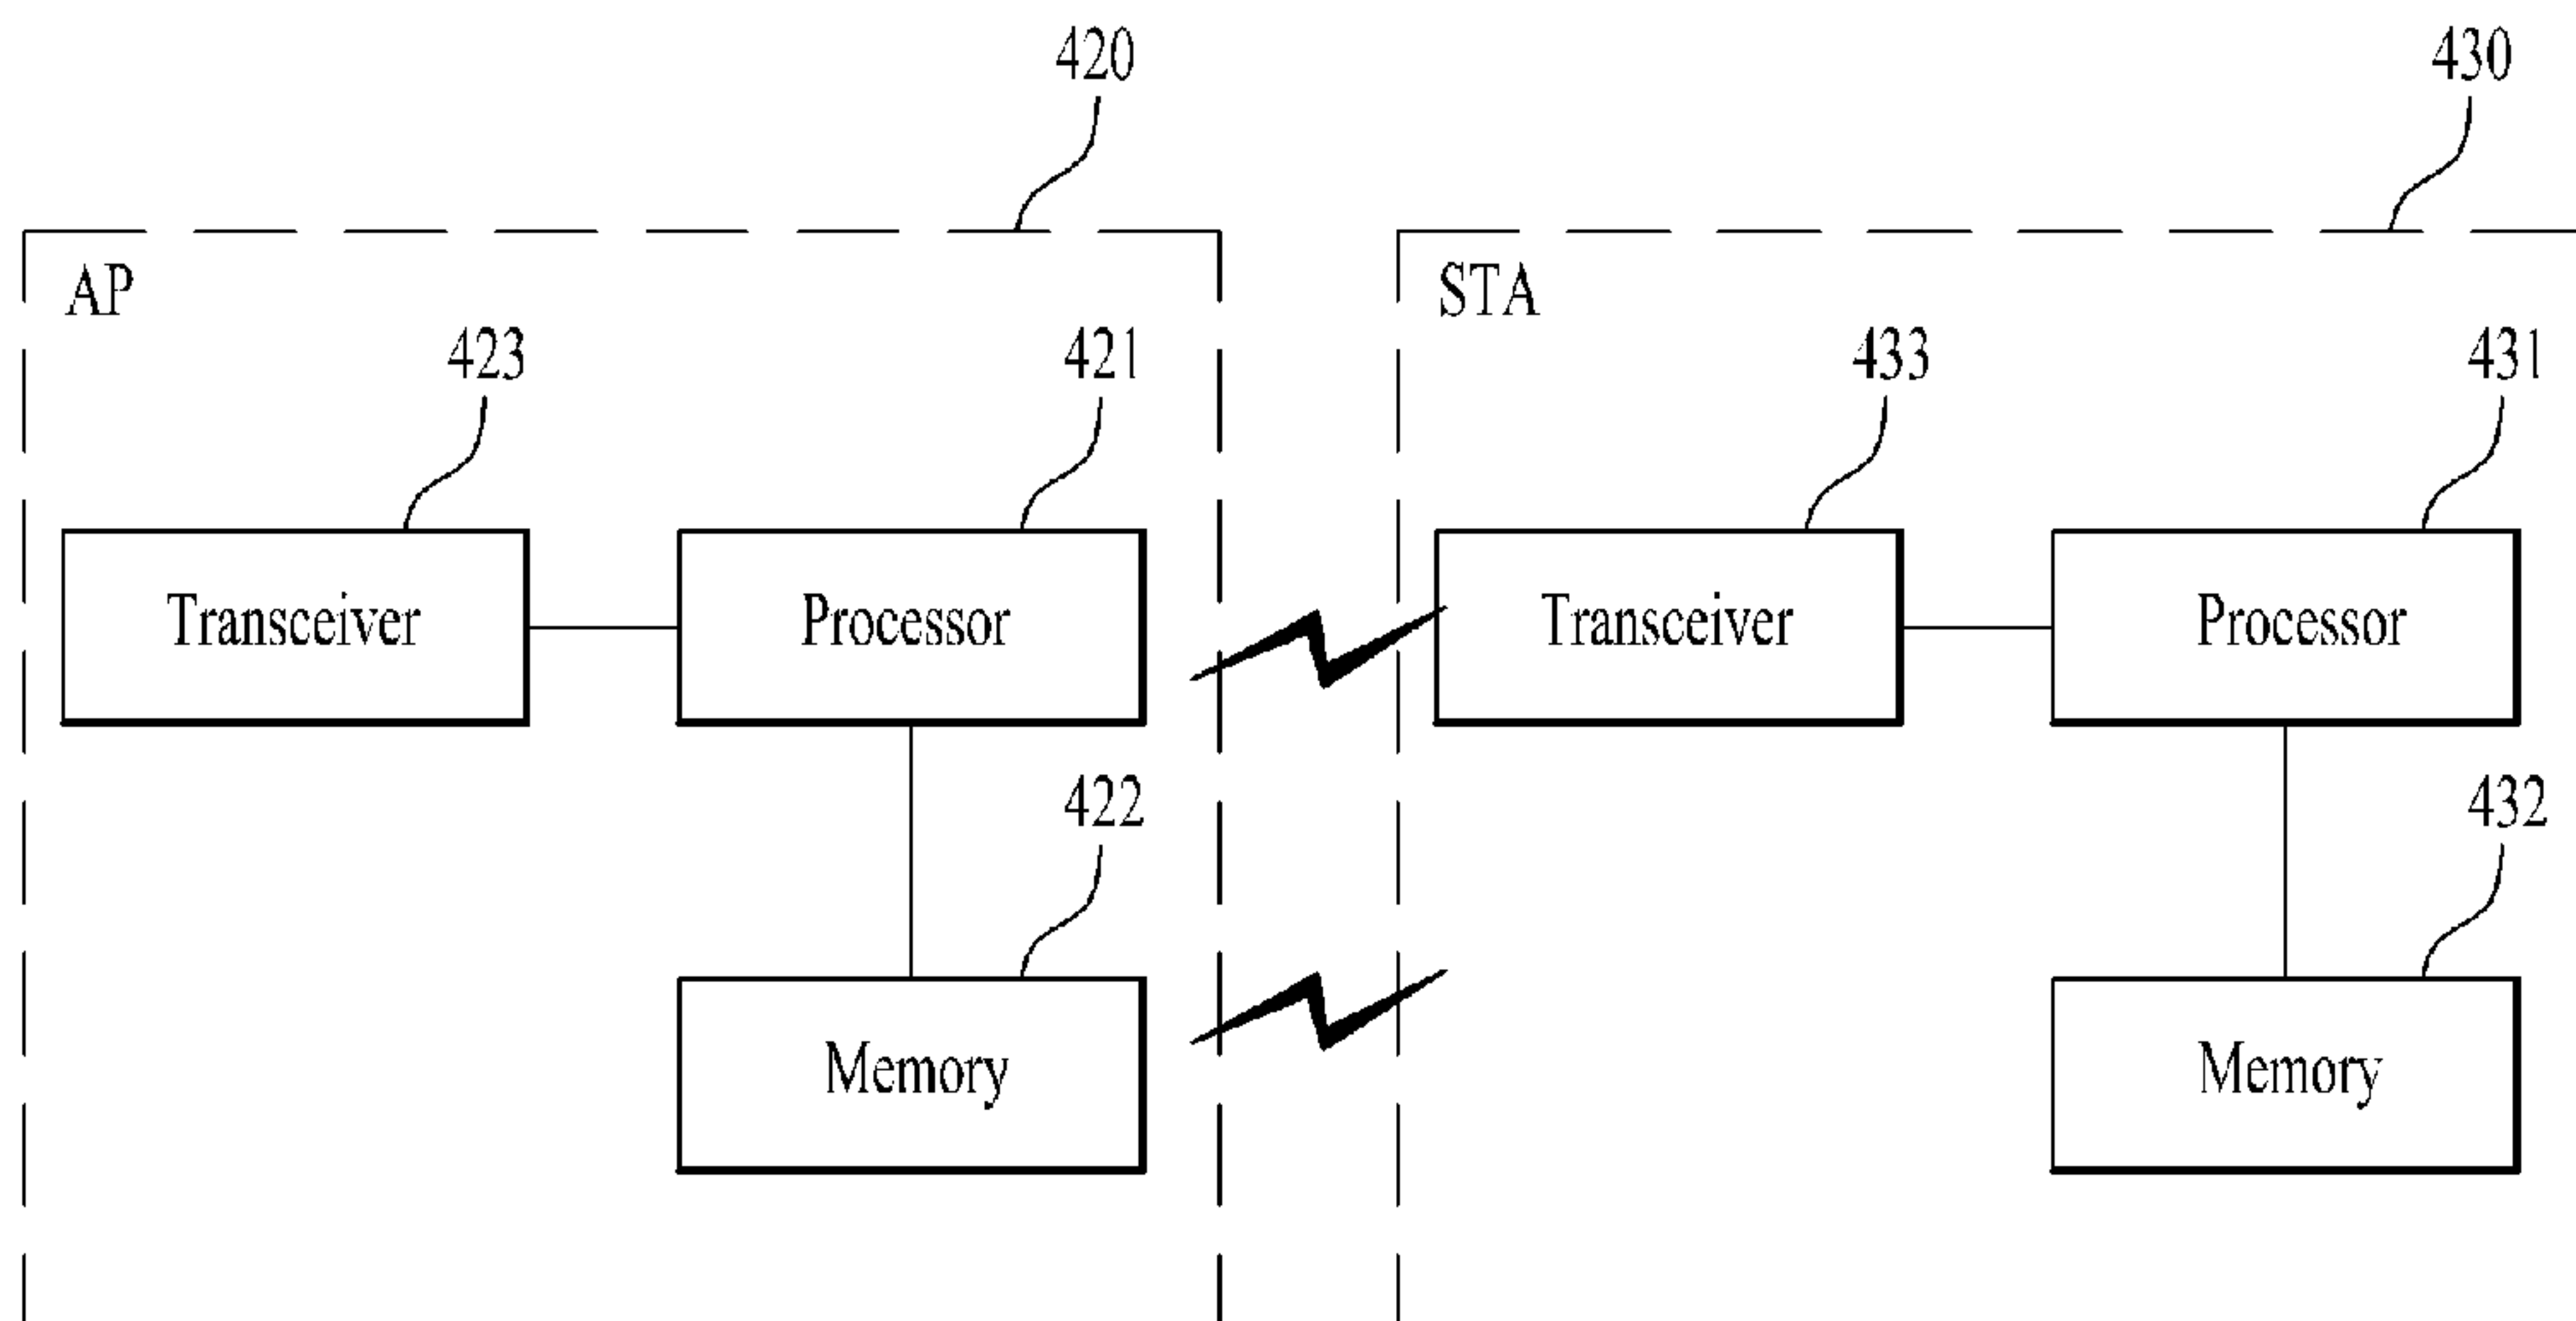 420
430
AP
STA
423
421
433
431
Transceiver
Processor
Transceiver
Processor
422
432
Memory
Memory